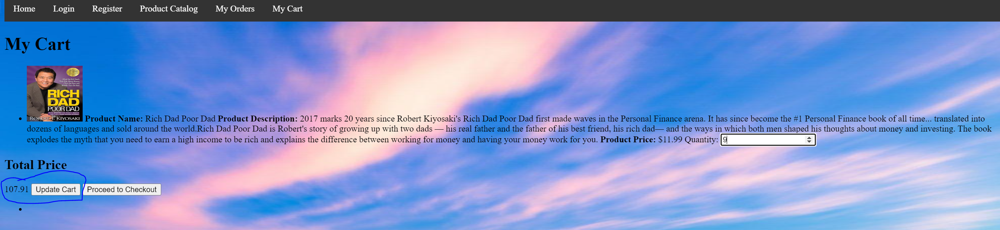 Home Login Register Product Catalog My Orders My Cart
My Cart
RICH
DAD
POOR DAD
ROBERT T. KIYOSAKI
Product Name: Rich Dad Poor Dad Product Description: 2017 marks 20 years since Robert Kiyosaki's Rich Dad Poor Dad first made waves in the Personal Finance arena. It has since become the #1 Personal Finance book of all time... translated into
dozens of languages and sold around the world.Rich Dad Poor Dad is Robert's story of growing up with two dads — his real father and the father of his best friend, his rich dad— and the ways in which both men shaped his thoughts about money and investing. The book
explodes the myth that you need to earn a high income to be rich and explains the difference between working for money and having your money work for you. Product Price: $11.99 Quantity: 9
Total Price
107.91 Update Cart Proceed to Checkout